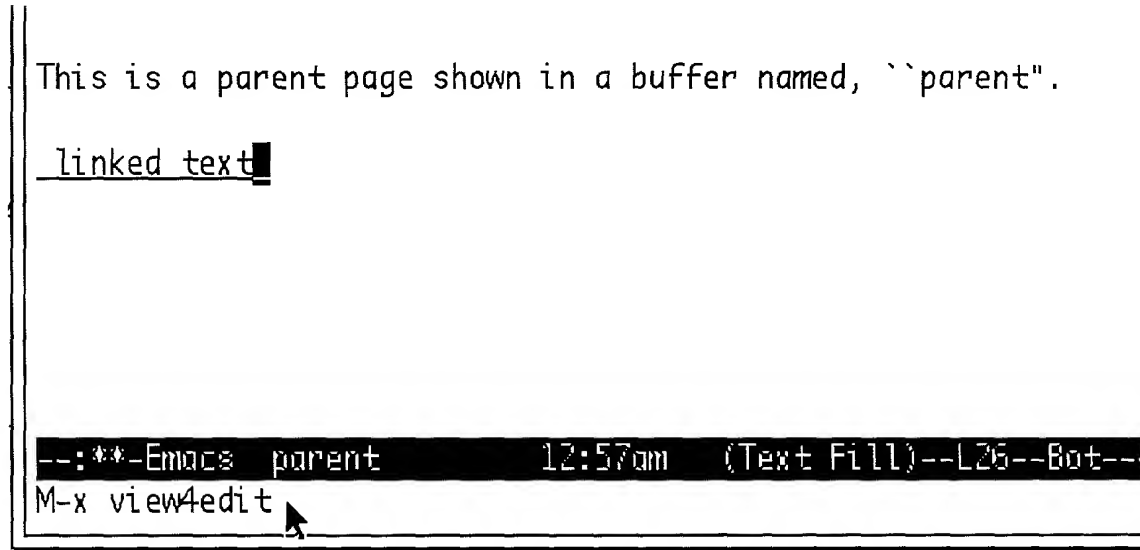 This is a parent page shown in a buffer named, ``parent".
linked text
--:**-Emacs parent 12:57am (Text Fill)--L26--Bot--
M-x view4edit